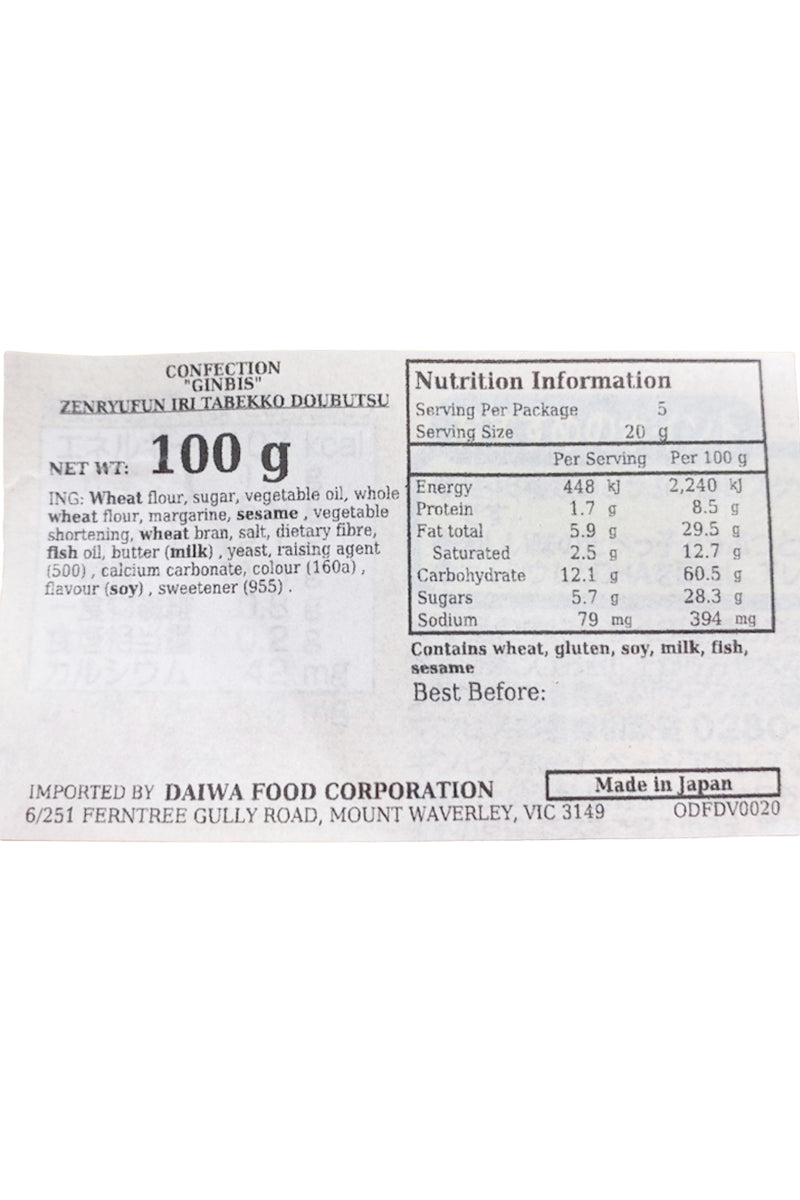 CONFECTION
"GINBIS"
ZENRYUFUN IRI TABEKKO DOUBUTSU
NET WT: 100 g
ING: Wheat flour, sugar, vegetable oil, whole
wheat flour, margarine, sesame , vegetable
shortening, wheat bran, salt, dietary fibre,
fish oil, butter (milk) , yeast, raising agent
(500) , calcium carbonate, colour (160a) ,
flavour (soy) , sweetener (955) .
Nutrition Information
Serving Per Package 5
Serving Size 20 g
Per Serving Per 100 g
Energy 448 kJ 2,240 kJ
Protein 1.7 g 8.5 g
Fat total 5.9 g 29.5 g
Saturated 2.5 g 12.7 g
Carbohydrate 12.1 g 60.5 g
Sugars 5.7 g 28.3 g
Sodium 79 mg 394 mg
Contains wheat, gluten, soy, milk, fish,
sesame
Best Before:
IMPORTED BY DAIWA FOOD CORPORATION
6/251 FERNTREE GULLY ROAD, MOUNT WAVERLEY, VIC 3149
Made in Japan
ODFDV0020